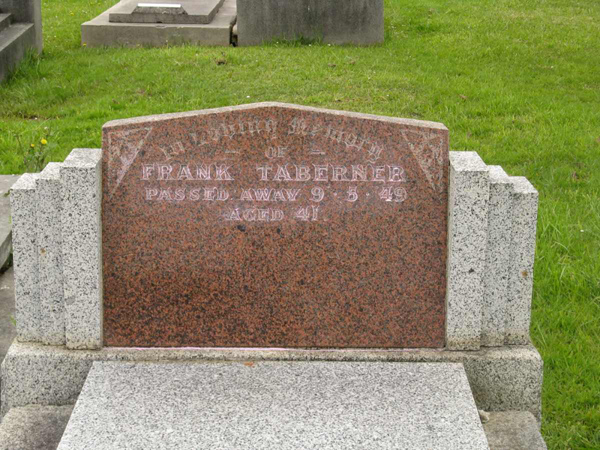 In Loving Memory
OF
FRANK TABERNER
PASSED AWAY 9-5-49
AGED 41